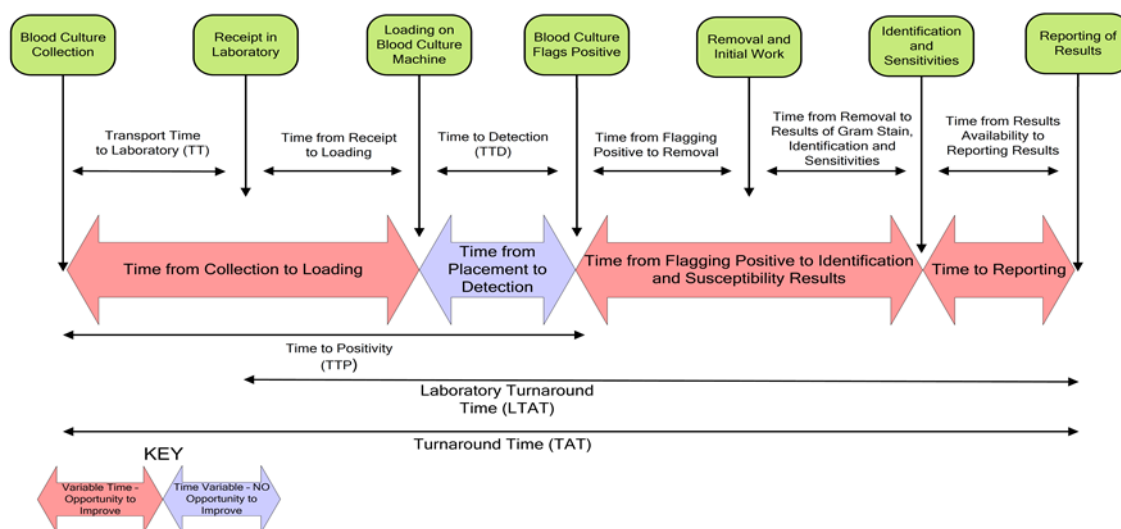 Blood Culture
Collection
Receipt in
Laboratory
Loading on
Blood Culture
Machine
Blood Culture
Flags Positive
Removal and
Initial Work
Identification
and
Sensitivities
Reporting of
Results
Transport Time
to Laboratory (TT)
Time from Receipt
to Loading
Time to Detection
(TTD)
Time from Flagging
Positive to Removal
Time from Removal to
Results of Gram Stain,
Identification and
Sensitivities
Time from Results
Availability to
Reporting Results
Time from Collection to Loading
Time from
Placement to
Detection
Time from Flagging Positive to Identification
and Susceptibility Results
Time to Reporting
Time to Positivity
(TTP)
Laboratory Turnaround
Time (LTAT)
Turnaround Time (TAT)
KEY
Variable Time -
Opportunity to
Improve
Time Variable - NO
Opportunity to
Improve